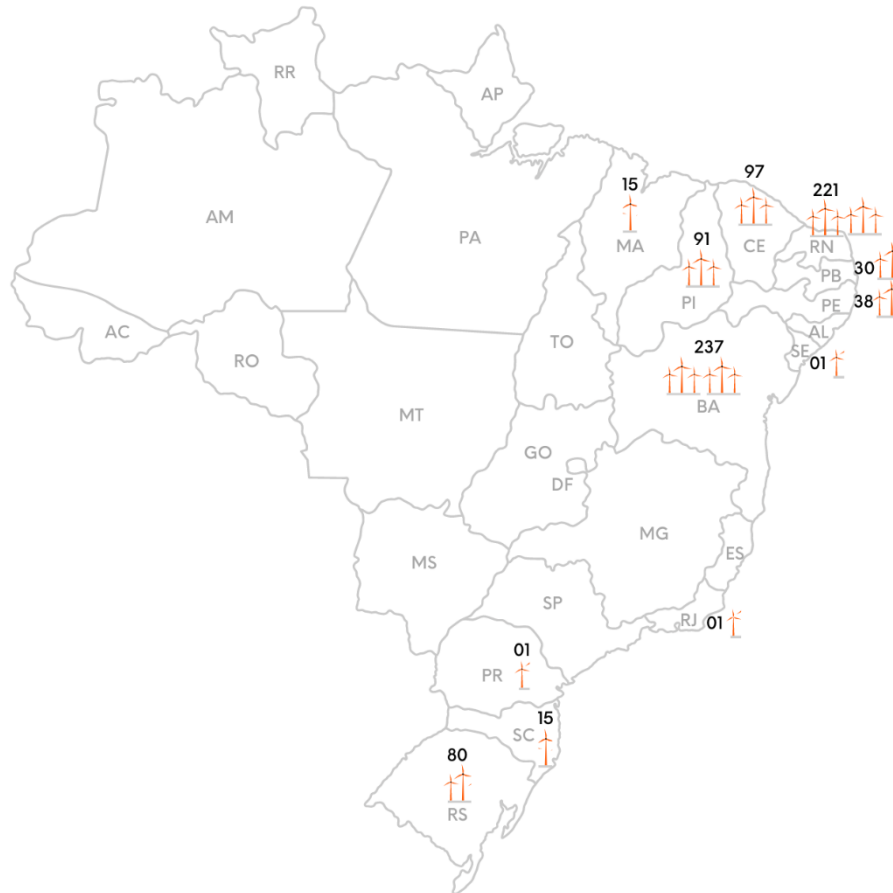 RR
AP
AM
PA
15
MA
97
CE
221
RN
91
PI
PB
30
PE
38
AL
SE
01
AC
RO
TO
237
BA
MT
GO
DF
MG
ES
MS
SP
RJ
01
01
PR
15
SC
80
RS